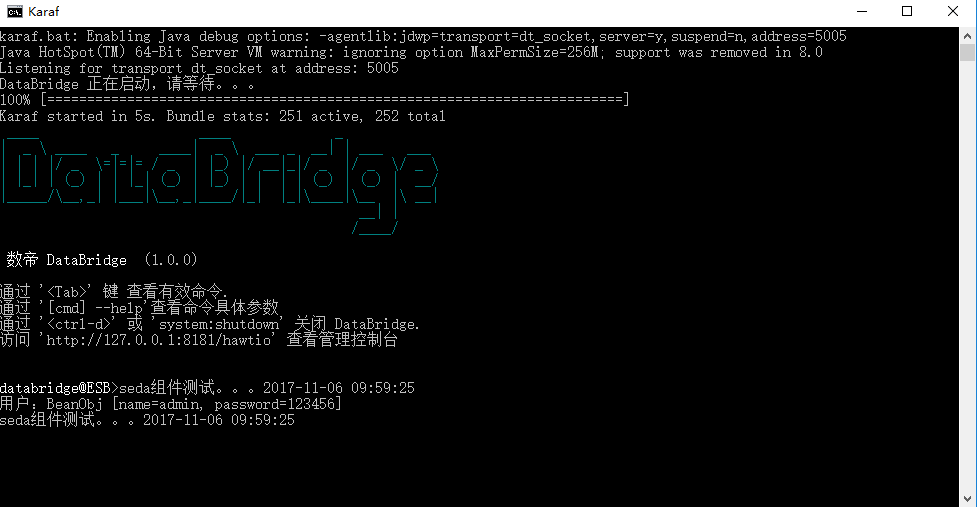 Karaf
karaf.bat: Enabling Java debug options: -agentlib:jdwp=transport=dt_socket,server=y,suspend=n,address=5005
Java HotSpot(TM) 64-Bit Server VM warning: ignoring option MaxPermSize=256M; support was removed in 8.0
Listening for transport dt_socket at address: 5005
DataBridge 正在启动，请等待。。。
100% [========================================================================]
Karaf started in 5s. Bundle stats: 251 active, 252 total
DataBridge
数帝 DataBridge (1.0.0)
通过 '<Tab>' 键 查看有效命令.
通过 '[cmd] --help'查看命令具体参数
通过 '<ctrl-d>' 或 'system:shutdown' 关闭 DataBridge.
访问 'http://127.0.0.1:8181/hawtio' 查看管理控制台
databridge@ESB>seda组件测试。。。2017-11-06 09:59:25
用户：BeanObj [name=admin, password=123456]
seda组件测试。。。2017-11-06 09:59:25